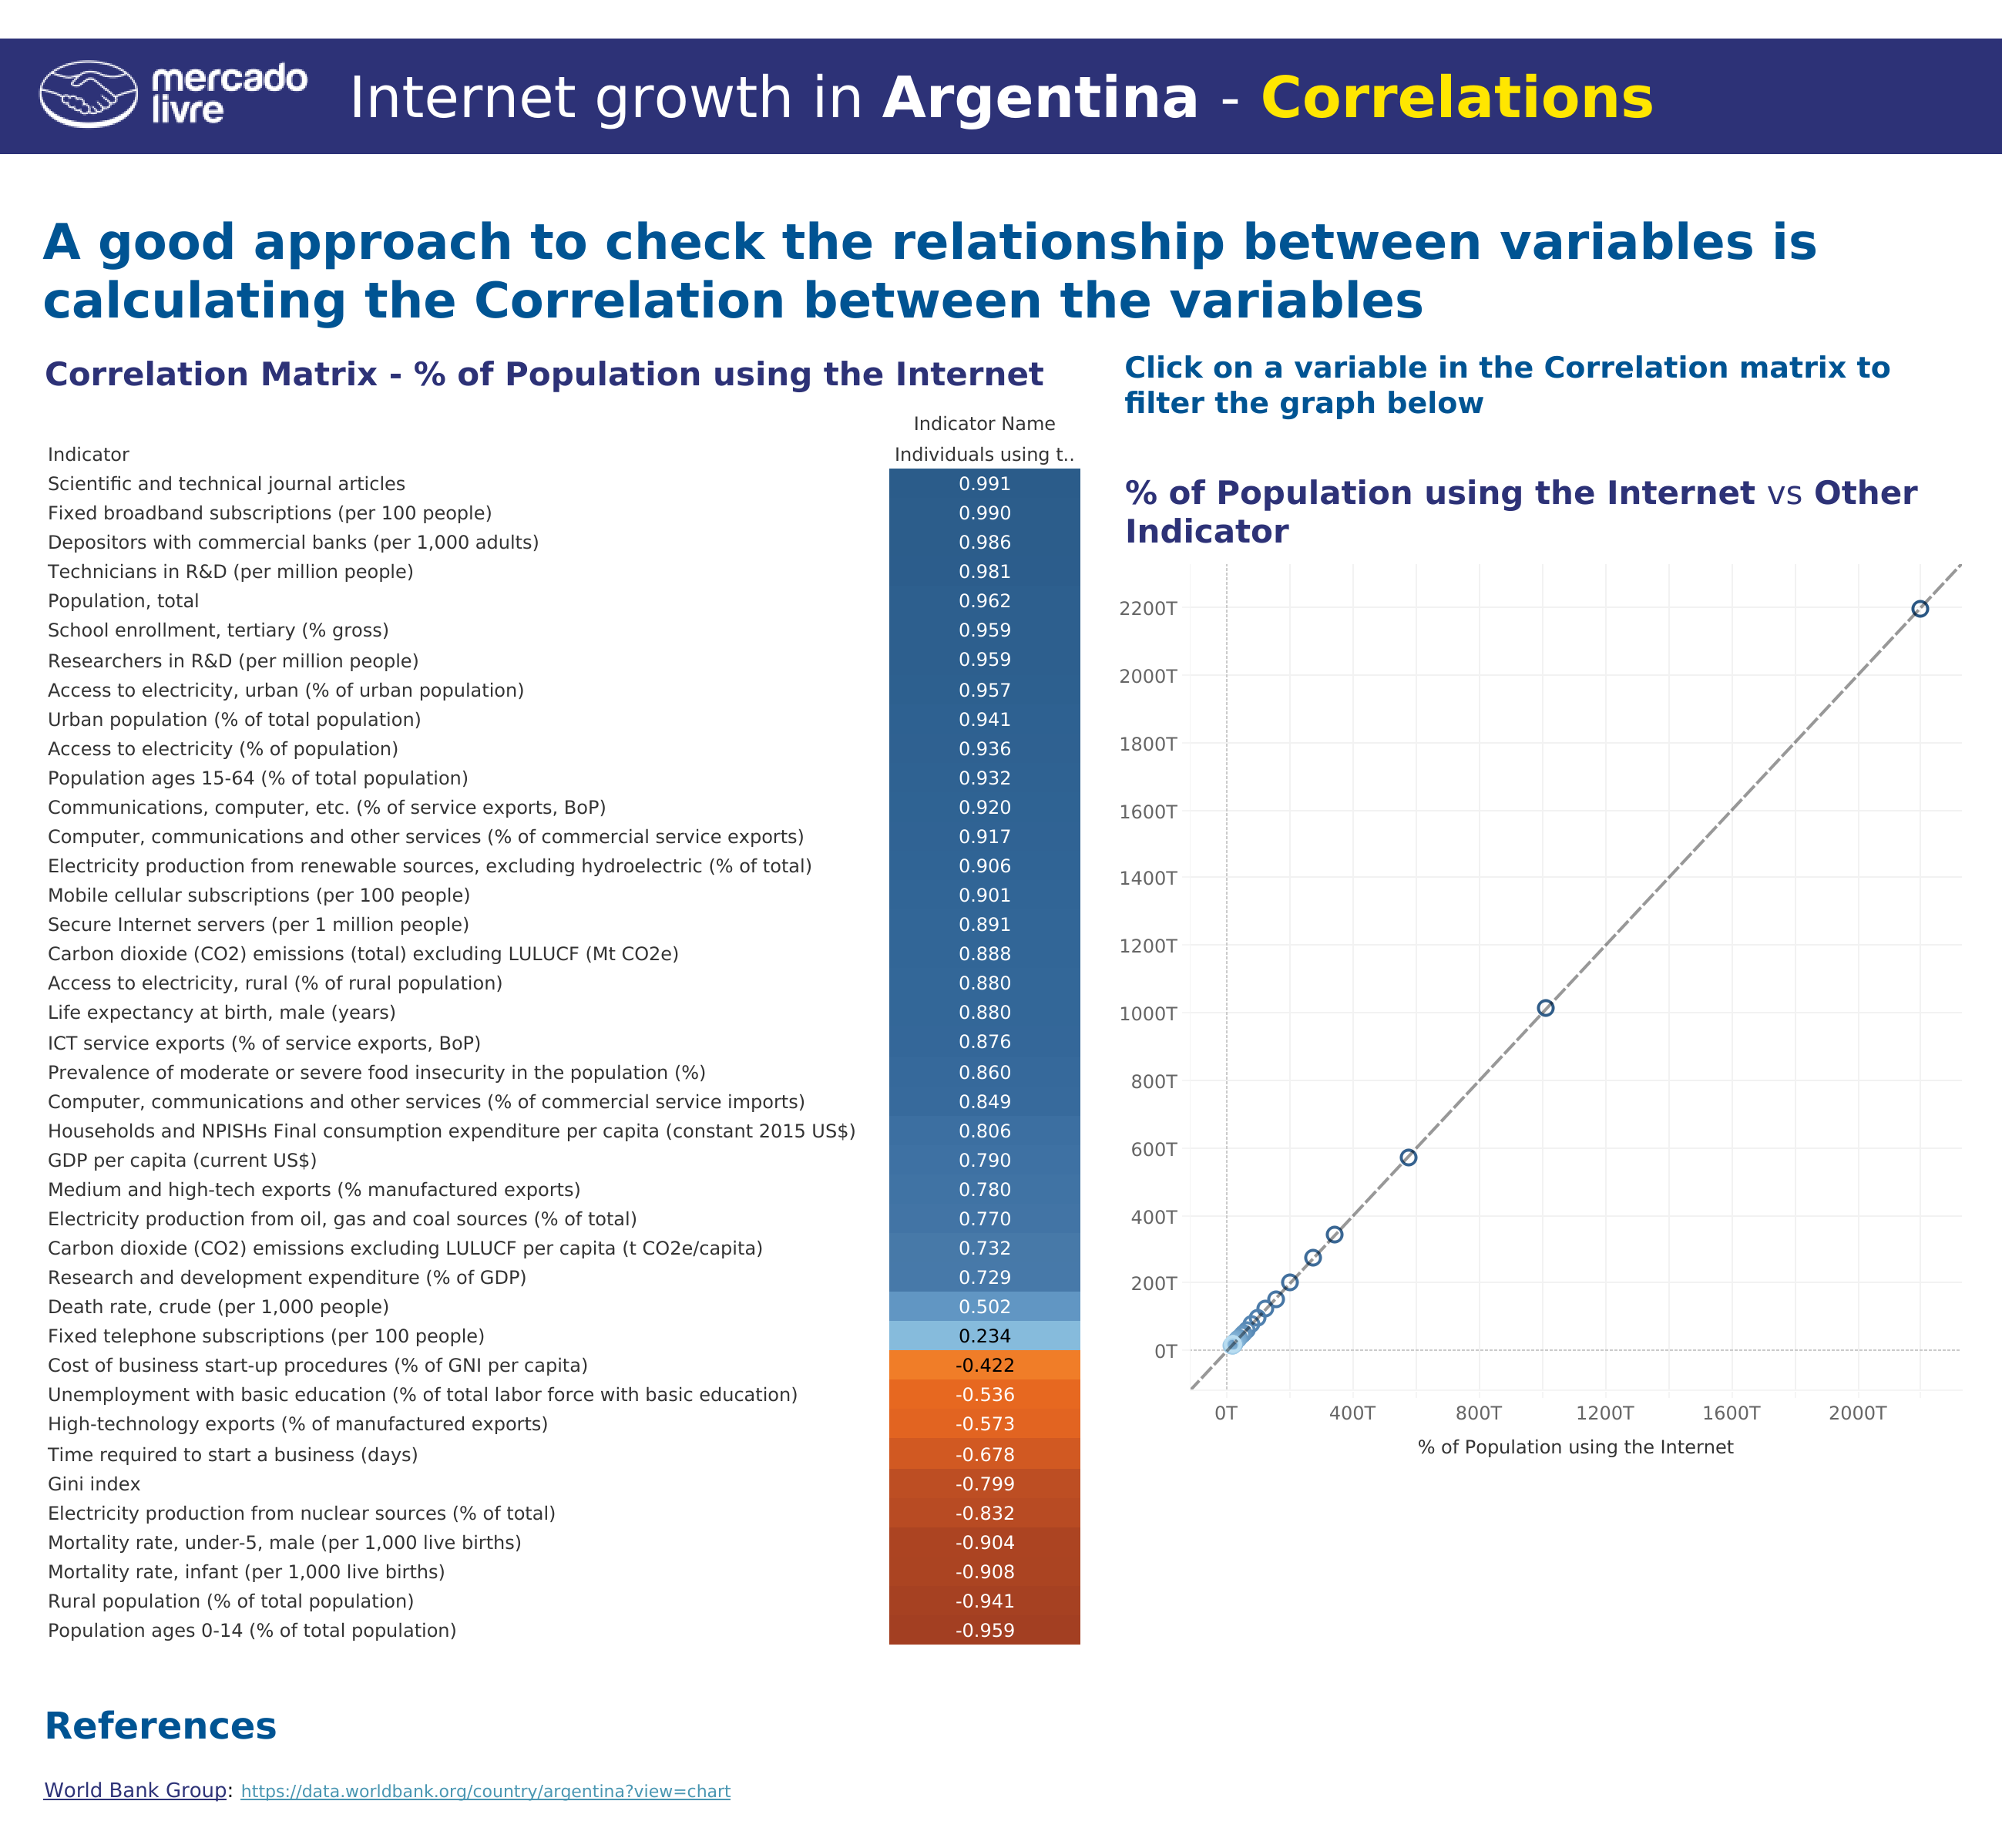 mercado
livre
Internet growth in Argentina - Correlations
A good approach to check the relationship between variables is
calculating the Correlation between the variables
Correlation Matrix - % of Population using the Internet
Indicator Name
Indicator Individuals using t..
Scientific and technical journal articles 0.991
Fixed broadband subscriptions (per 100 people) 0.990
Depositors with commercial banks (per 1,000 adults) 0.986
Technicians in R&D (per million people) 0.981
Population, total 0.962
School enrollment, tertiary (% gross) 0.959
Researchers in R&D (per million people) 0.959
Access to electricity, urban (% of urban population) 0.957
Urban population (% of total population) 0.941
Access to electricity (% of population) 0.936
Population ages 15-64 (% of total population) 0.932
Communications, computer, etc. (% of service exports, BoP) 0.920
Computer, communications and other services (% of commercial service exports) 0.917
Electricity production from renewable sources, excluding hydroelectric (% of total) 0.906
Mobile cellular subscriptions (per 100 people) 0.901
Secure Internet servers (per 1 million people) 0.891
Carbon dioxide (CO2) emissions (total) excluding LULUCF (Mt CO2e) 0.888
Access to electricity, rural (% of rural population) 0.880
Life expectancy at birth, male (years) 0.880
ICT service exports (% of service exports, BoP) 0.876
Prevalence of moderate or severe food insecurity in the population (%) 0.860
Computer, communications and other services (% of commercial service imports) 0.849
Households and NPISHs Final consumption expenditure per capita (constant 2015 US$) 0.806
GDP per capita (current US$) 0.790
Medium and high-tech exports (% manufactured exports) 0.780
Electricity production from oil, gas and coal sources (% of total) 0.770
Carbon dioxide (CO2) emissions excluding LULUCF per capita (t CO2e/capita) 0.732
Research and development expenditure (% of GDP) 0.729
Death rate, crude (per 1,000 people) 0.502
Fixed telephone subscriptions (per 100 people) 0.234
Cost of business start-up procedures (% of GNI per capita) -0.422
Unemployment with basic education (% of total labor force with basic education) -0.536
High-technology exports (% of manufactured exports) -0.573
Time required to start a business (days) -0.678
Gini index -0.799
Electricity production from nuclear sources (% of total) -0.832
Mortality rate, under-5, male (per 1,000 live births) -0.904
Mortality rate, infant (per 1,000 live births) -0.908
Rural population (% of total population) -0.941
Population ages 0-14 (% of total population) -0.959
Click on a variable in the Correlation matrix to
filter the graph below
% of Population using the Internet vs Other
Indicator
2200T
2000T
1800T
1600T
1400T
1200T
1000T
800T
600T
400T
200T
0T
0T 400T 800T 1200T 1600T 2000T
% of Population using the Internet
References
World Bank Group: https://data.worldbank.org/country/argentina?view=chart